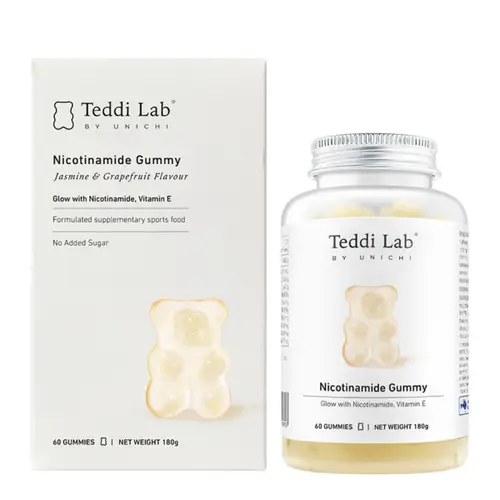 Teddi Lab®
BY UNICHI
Nicotinamide Gummy
Jasmine & Grapefruit Flavour
Glow with Nicotinamide, Vitamin E
Formulated supplementary sports food
No Added Sugar
60 GUMMIES | NET WEIGHT 180g
Teddi Lab®
BY UNICHI
Nicotinamide Gummy
Glow with Nicotinamide, Vitamin E
60 GUMMIES | NET WEIGHT 180g